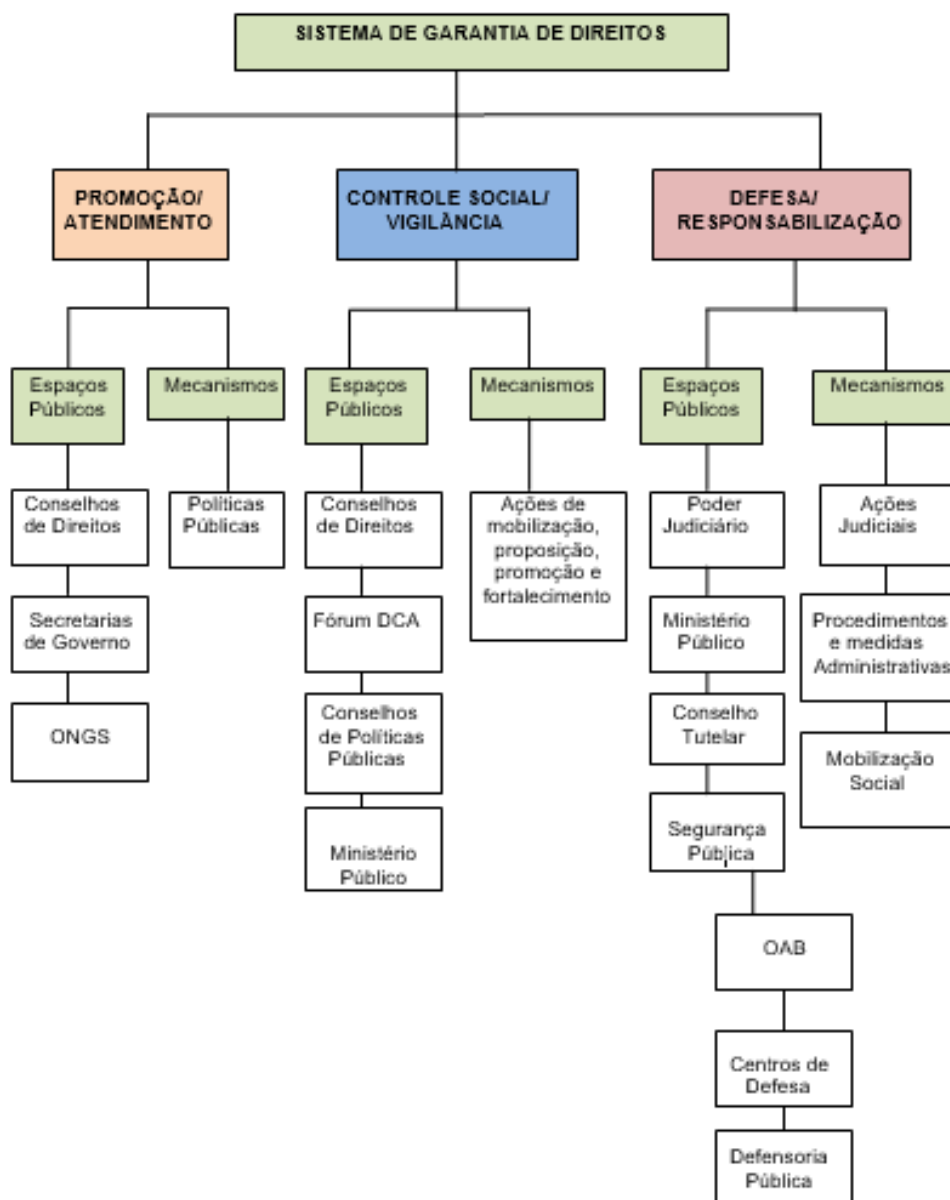 SISTEMA DE GARANTIA DE DIREITOS
PROMOÇÃO/
ATENDIMENTO
CONTROLE SOCIAL/
VIGILÂNCIA
DEFESA/
RESPONSABILIZAÇÃO
Espaços
Públicos
Mecanismos
Espaços
Públicos
Mecanismos
Espaços
Públicos
Mecanismos
Conselhos
de Direitos
Políticas
Públicas
Conselhos
de Direitos
Ações de
mobilização,
proposição,
promoção e
fortalecimento
Poder
Judiciário
Ações
Judiciais
Secretarias
de Governo
Fórum DCA
Ministério
Público
Procedimentos
e medidas
Administrativas
ONGS
Conselhos
de Políticas
Públicas
Conselho
Tutelar
Mobilização
Social
Ministério
Público
Segurança
Pública
OAB
Centros de
Defesa
Defensoria
Pública